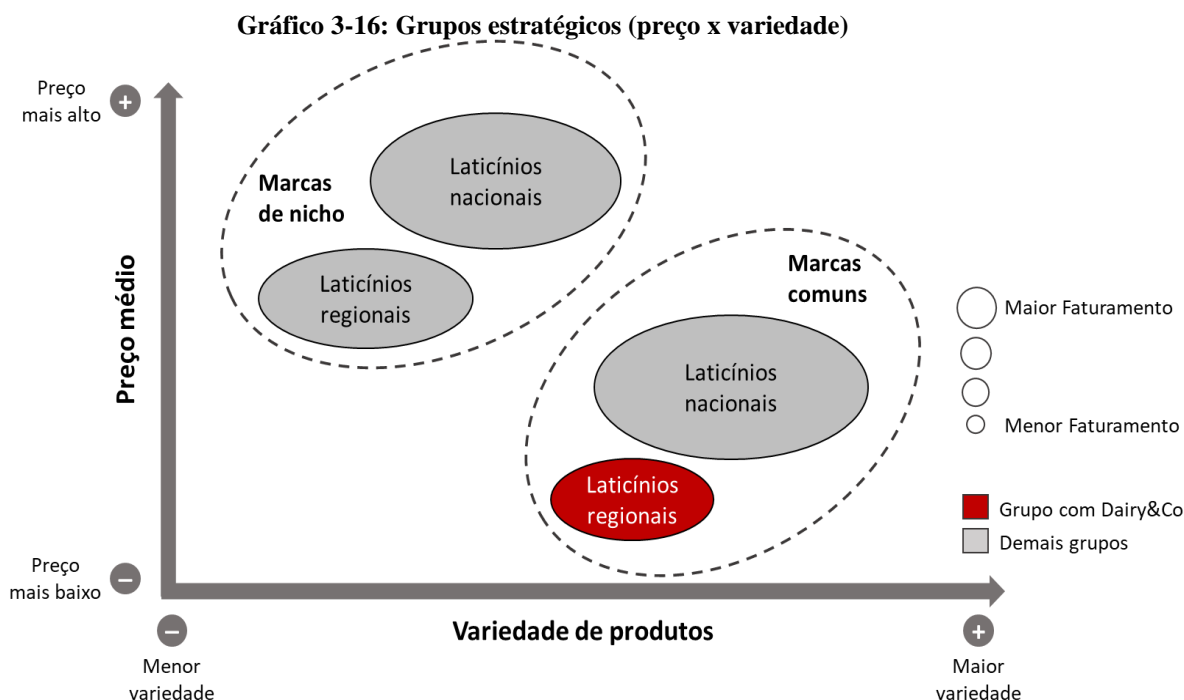 Gráfico 3-16: Grupos estratégicos (preço x variedade)
Preço
mais alto
+
Laticínios
nacionais
Marcas
de nicho
Laticínios
regionais
Marcas
comuns
Preço médio
Laticínios
nacionais
Laticínios
regionais
Maior Faturamento
Menor Faturamento
Grupo com Dairy&Co
Demais grupos
Preço
mais baixo
−
−
Menor
variedade
Variedade de produtos
+
Maior
variedade